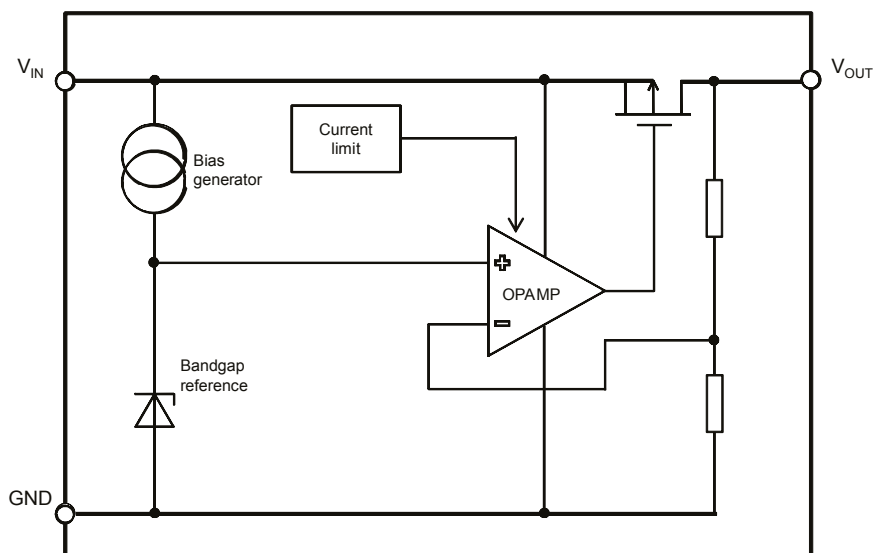 VIN
VOUT
Current
limit
Bias
generator
+
OPAMP
-
Bandgap
reference
GND